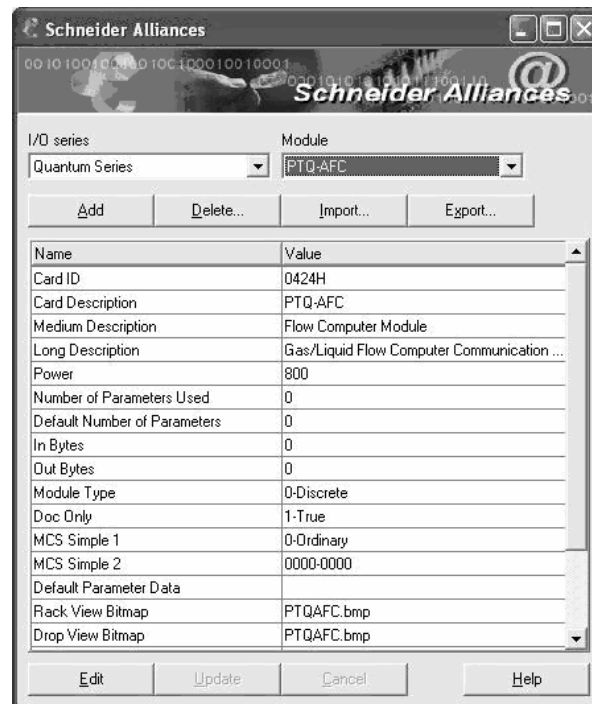 Schneider Alliances
Schneider Alliances
I/O series Module
Quantum Series PTQ-AFC
Add Delete... Import... Export...
Name Value
Card ID 0424H
Card Description PTQ-AFC
Medium Description Flow Computer Module
Long Description Gas/Liquid Flow Computer Communication ...
Power 800
Number of Parameters Used 0
Default Number of Parameters 0
In Bytes 0
Out Bytes 0
Module Type 0-Discrete
Doc Only 1-True
MCS Simple 1 0-Ordinary
MCS Simple 2 0000-0000
Default Parameter Data
Rack View Bitmap PTQAFC.bmp
Drop View Bitmap PTQAFC.bmp
Edit Update Cancel Help